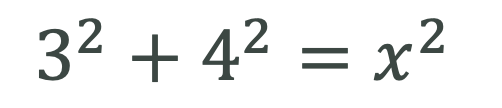 3² + 4² = x²